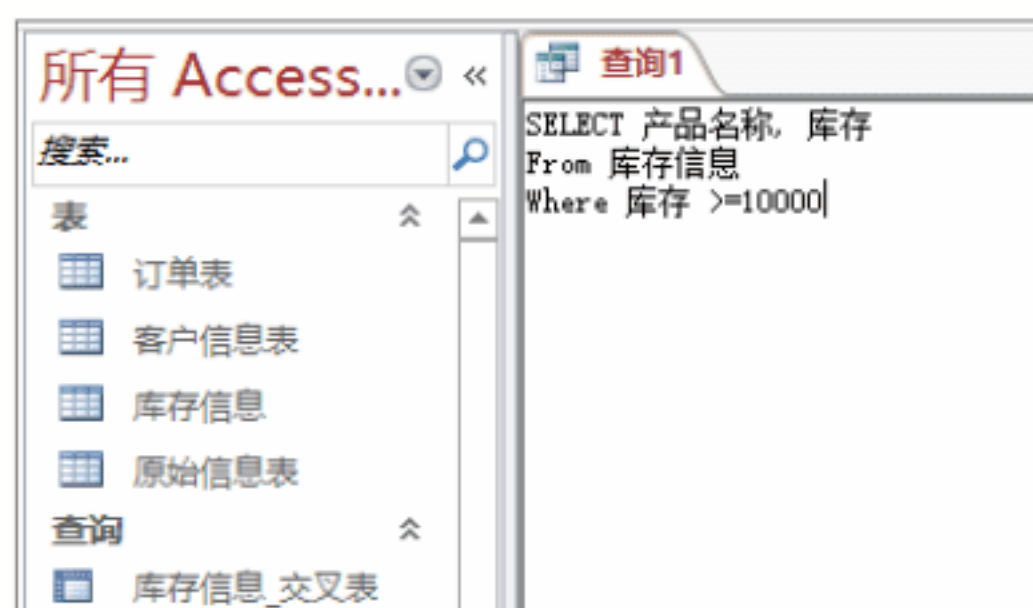 所有 Access... «
搜索...
表
订单表
客户信息表
库存信息
原始信息表
查询
库存信息_交叉表
查询1
SELECT 产品名称, 库存
From 库存信息
Where 库存 >=10000